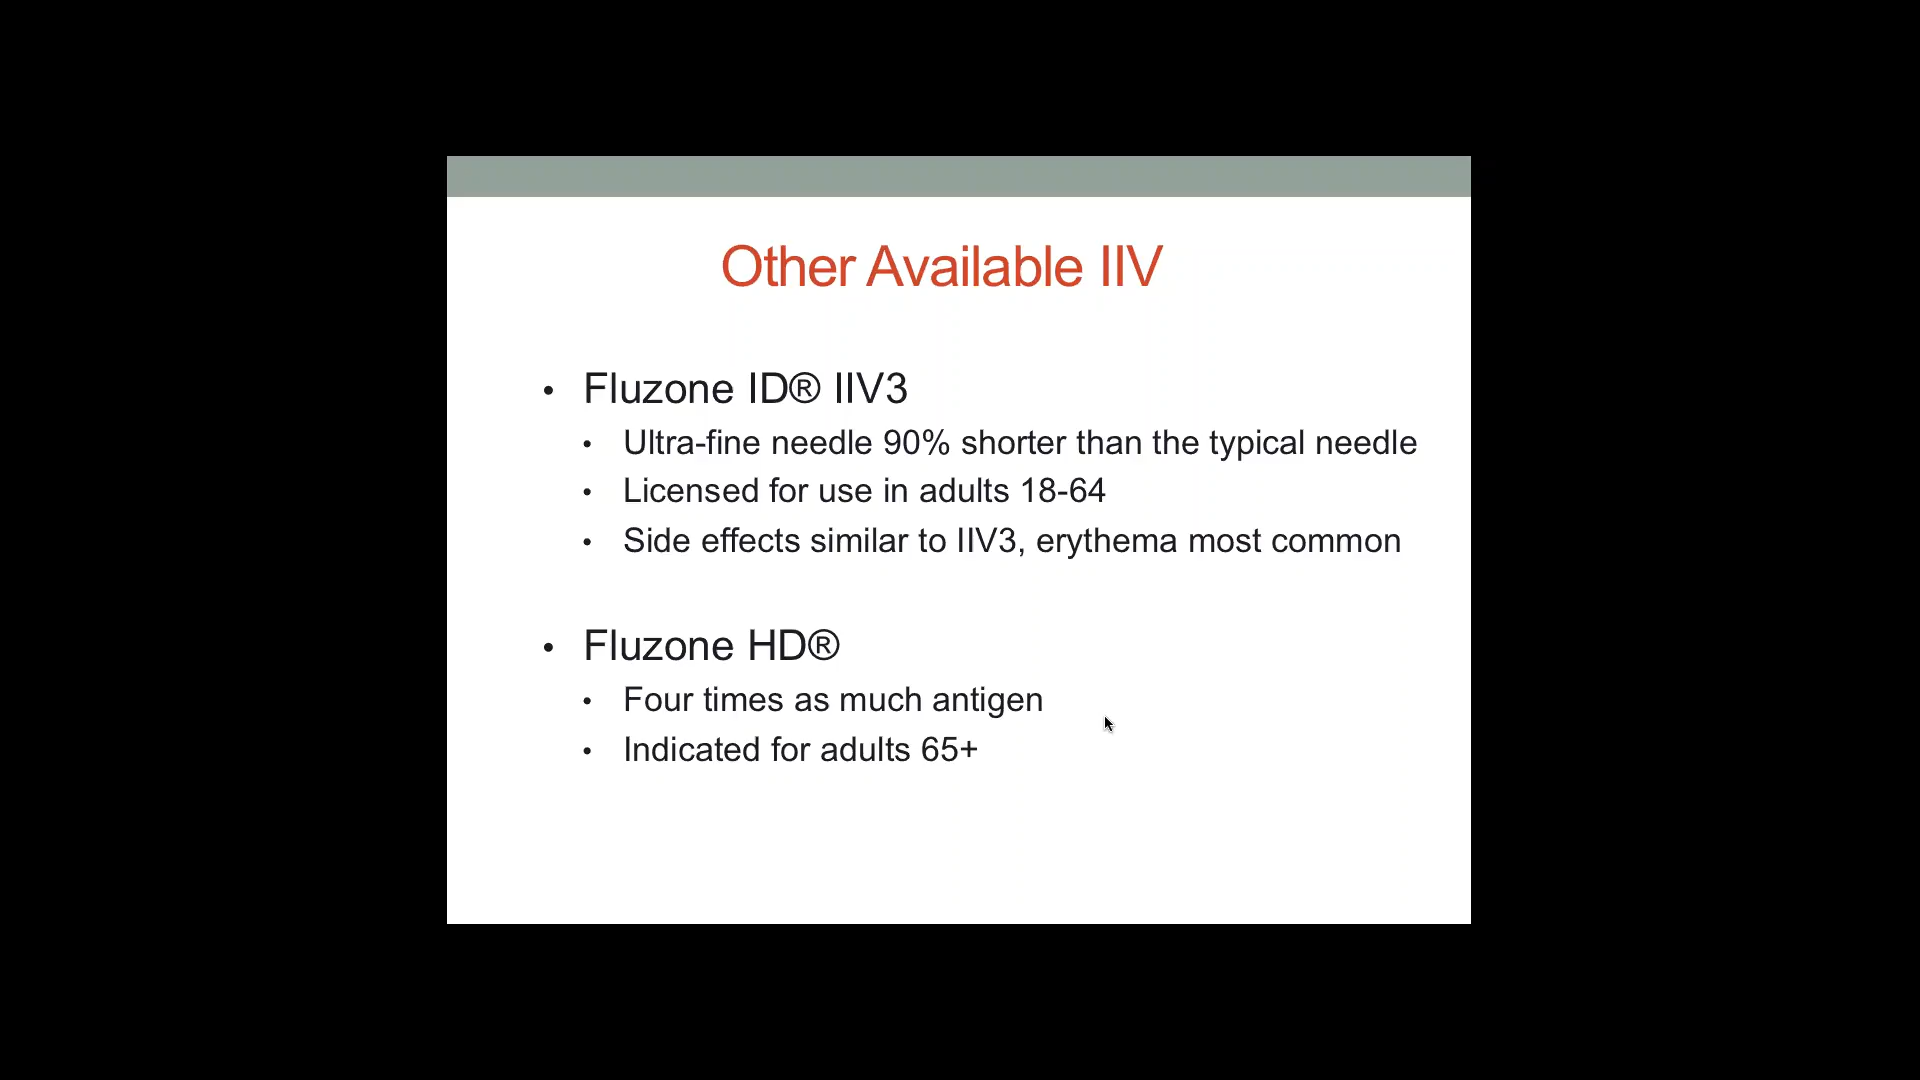 Other Available IIV
• Fluzone ID® IIV3
• Ultra-fine needle 90% shorter than the typical needle
• Licensed for use in adults 18-64
• Side effects similar to IIV3, erythema most common
• Fluzone HD®
• Four times as much antigen
• Indicated for adults 65+